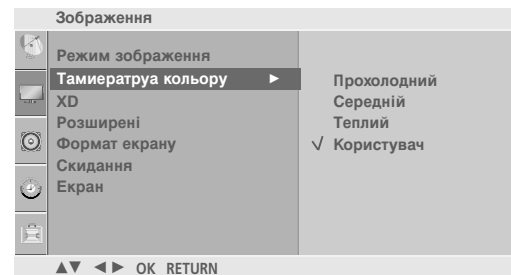 Зображення
Режим зображення
Тамиератруа кольору ►
XD
Розширені
Формат екрану
Скидання
Екран
Прохолодний
Середній
Теплий
√ Користувач
▲▼ ◄► OK RETURN